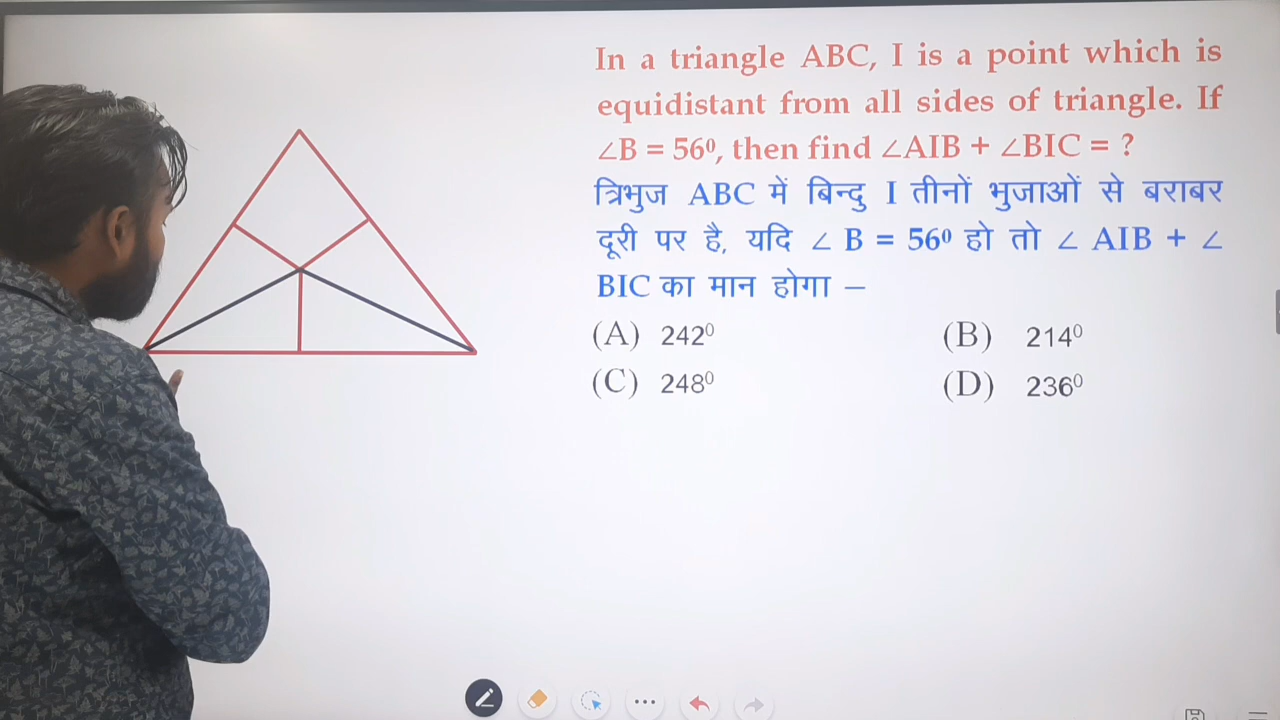 In a triangle ABC, I is a point which is
equidistant from all sides of triangle. If
∠B = 56⁰, then find ∠AIB + ∠BIC = ?
त्रिभुज ABC में बिन्दु I तीनों भुजाओं से बराबर
दूरी पर है, यदि ∠ B = 56⁰ हो तो ∠ AIB + ∠
BIC का मान होगा –
(A) 242⁰ (B) 214⁰
(C) 248⁰ (D) 236⁰